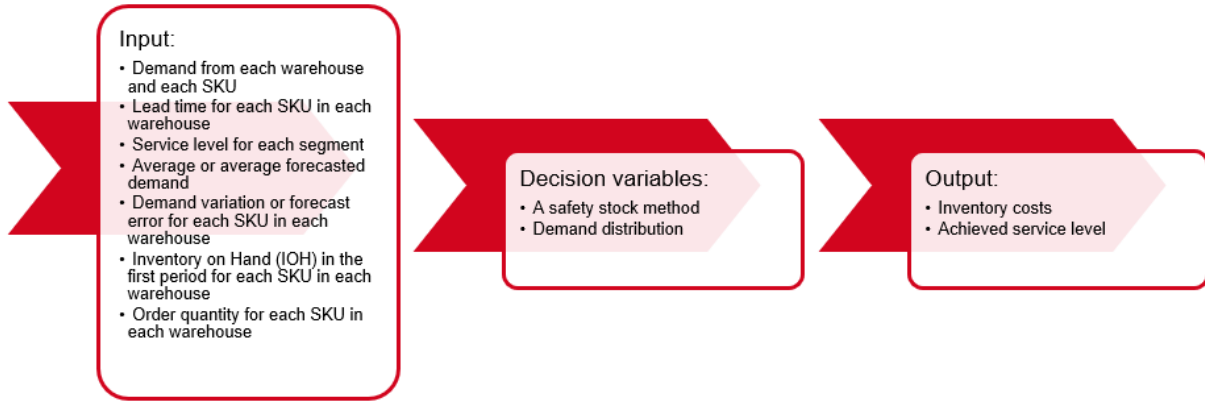 Input:
• Demand from each warehouse
and each SKU
• Lead time for each SKU in each
warehouse
• Service level for each segment
• Average or average forecasted
demand
• Demand variation or forecast
error for each SKU in each
warehouse
• Inventory on Hand (IOH) in the
first period for each SKU in each
warehouse
• Order quantity for each SKU in
each warehouse
Decision variables:
• A safety stock method
• Demand distribution
Output:
• Inventory costs
• Achieved service level